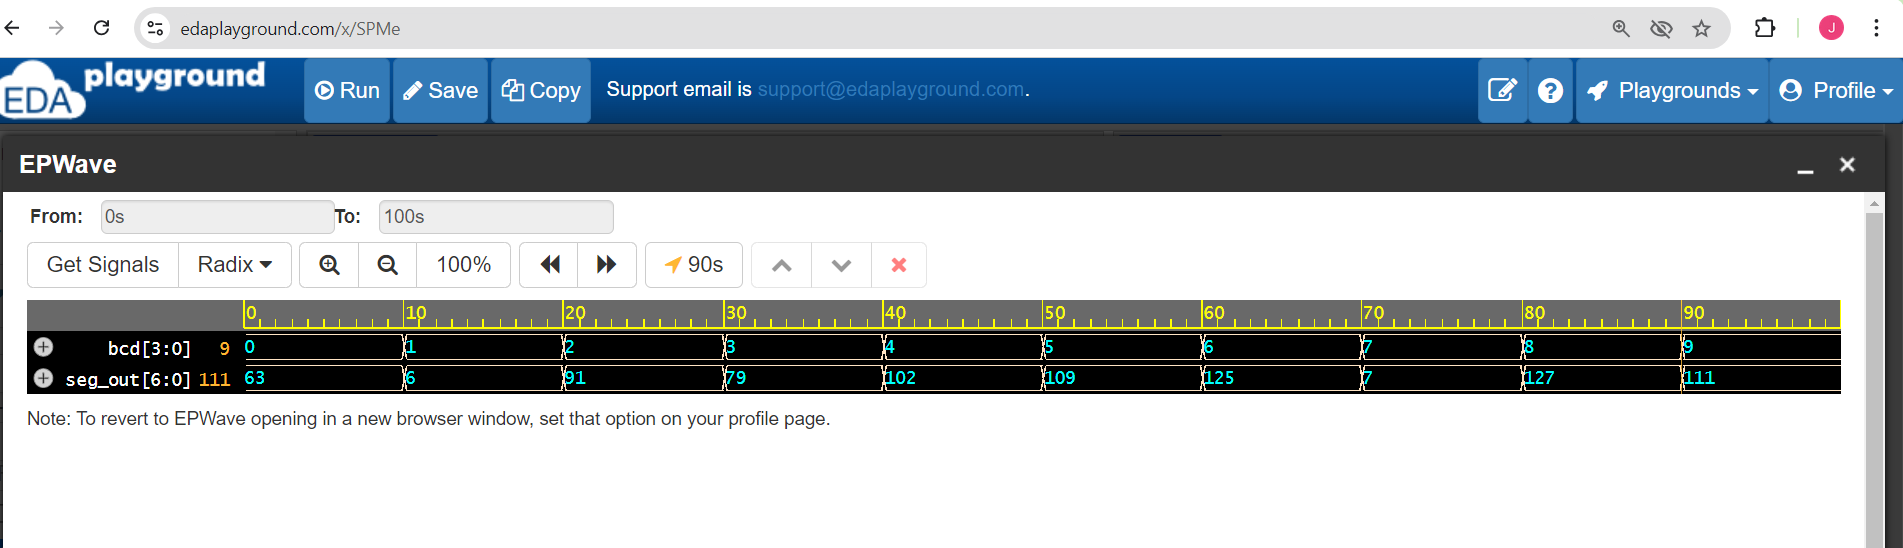 edaplayground.com/x/SPMe
J
EDA playground
Run Save Copy Support email is support@edaplayground.com. Playgrounds Profile
EPWave
From: 0s To: 100s
Get Signals Radix 100% 90s
0 10 20 30 40 50 60 70 80 90
bcd[3:0] 9 0 1 2 3 4 5 6 7 8 9
seg_out[6:0] 111 63 6 91 79 102 109 125 7 127 111
Note: To revert to EPWave opening in a new browser window, set that option on your profile page.